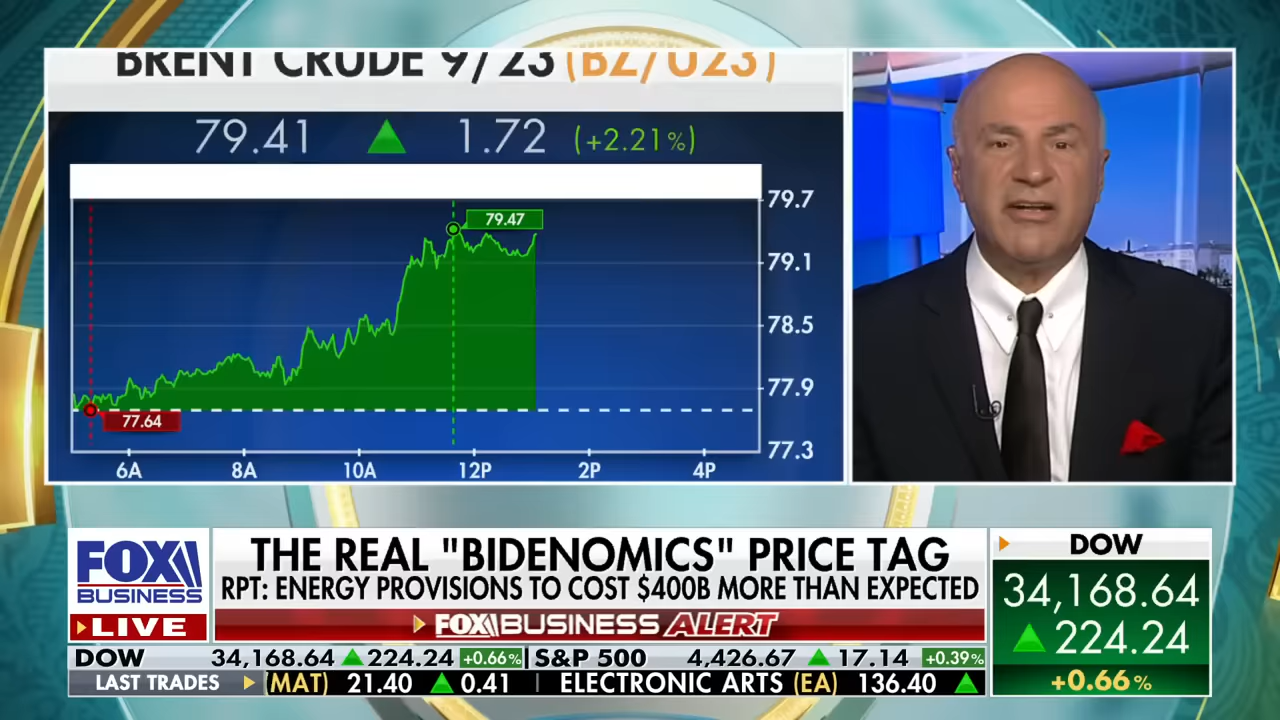 BRENT CRUDE 9/23 (BZ/U23)
79.41 1.72 (+2.21%)
79.7
79.47
79.1
78.5
77.9
77.64
77.3
6A 8A 10A 12P 2P 4P
FOX BUSINESS
LIVE
THE REAL "BIDENOMICS" PRICE TAG
RPT: ENERGY PROVISIONS TO COST $400B MORE THAN EXPECTED
FOX BUSINESS ALERT
DOW
34,168.64
224.24
+0.66%
DOW 34,168.64 224.24 +0.66% S&P 500 4,426.67 17.14 +0.39%
LAST TRADES (MAT) 21.40 0.41 ELECTRONIC ARTS (EA) 136.40